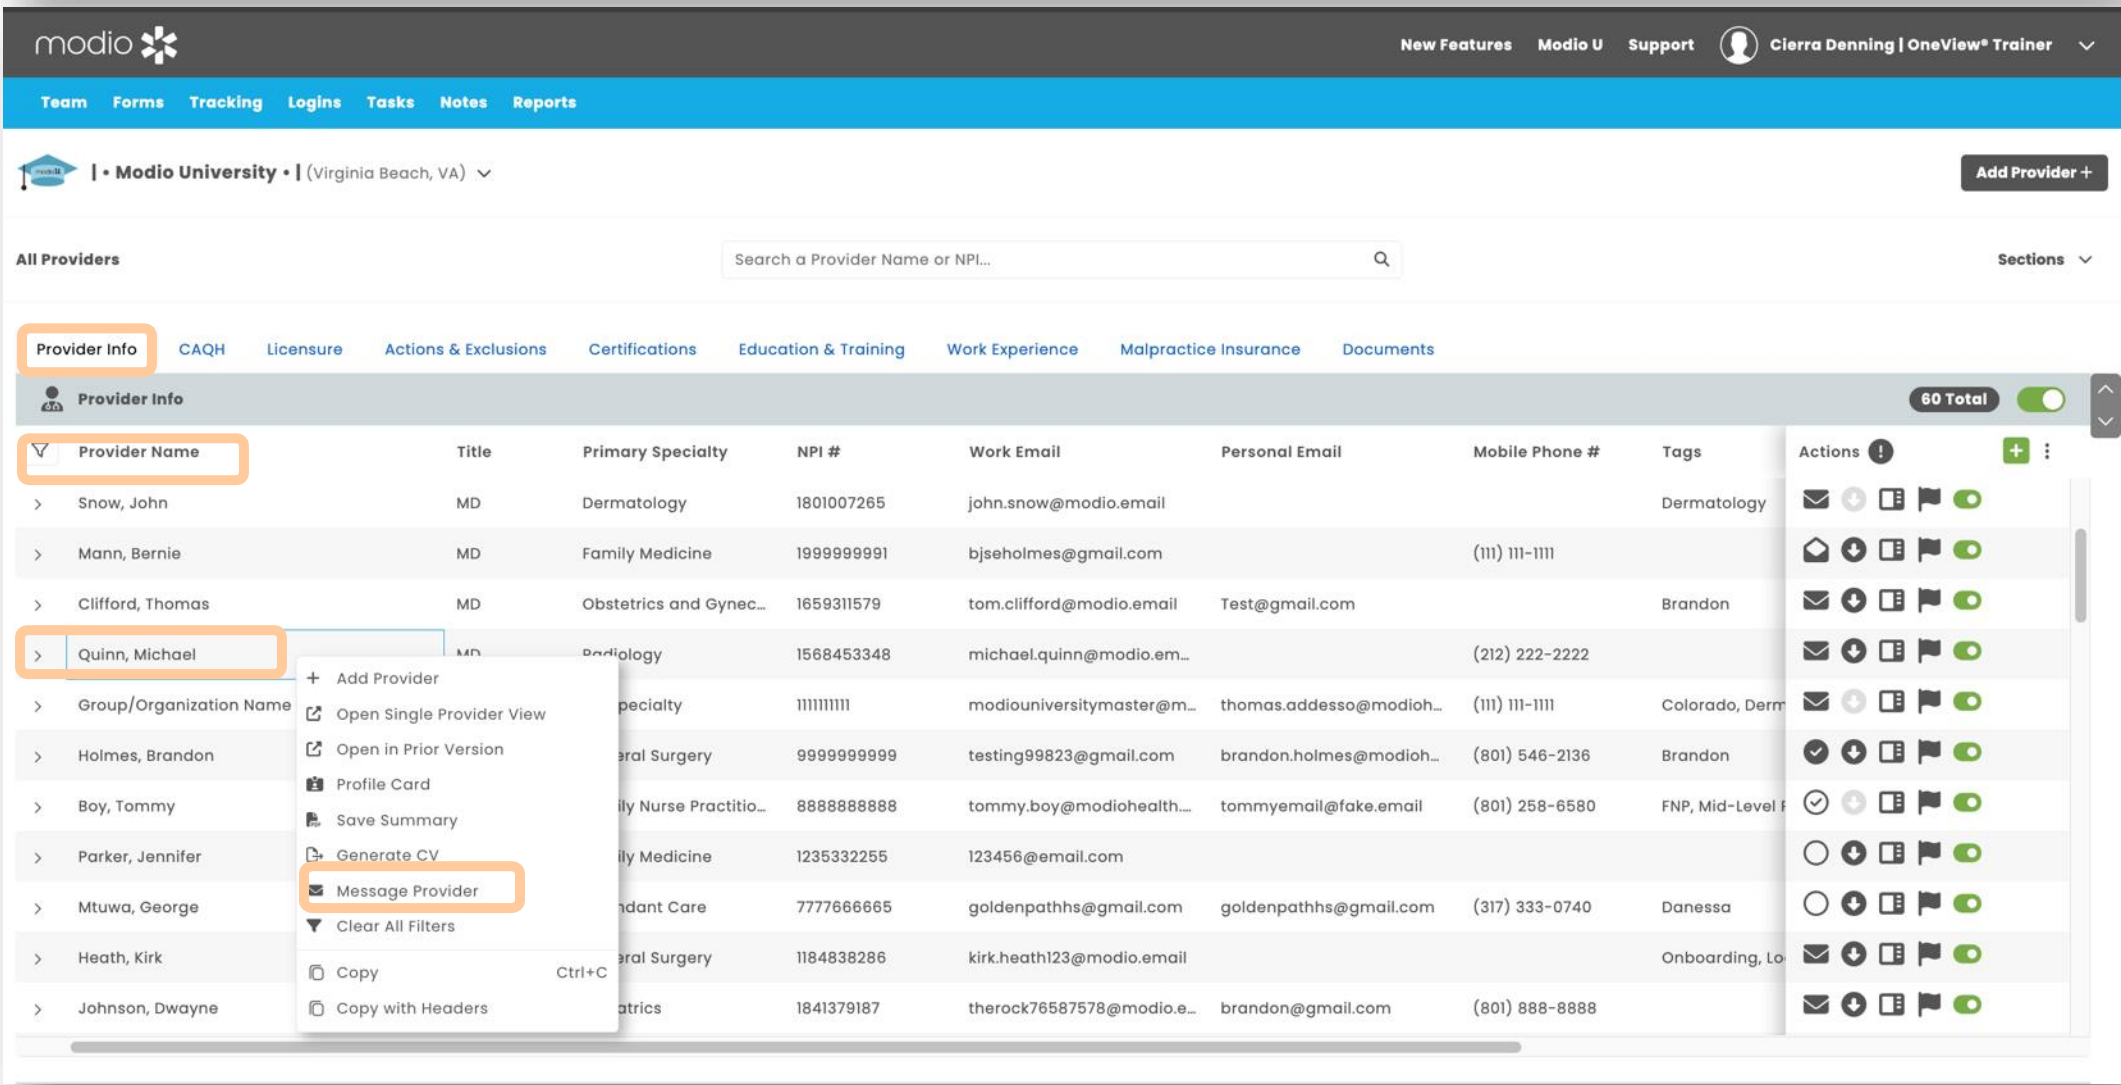 modio
New Features Modio U Support Cierra Denning | OneView® Trainer
Team Forms Tracking Logins Tasks Notes Reports
| • Modio University • | (Virginia Beach, VA)
Add Provider +
All Providers
Search a Provider Name or NPI...
Sections
Provider Info CAQH Licensure Actions & Exclusions Certifications Education & Training Work Experience Malpractice Insurance Documents
Provider Info 60 Total
Provider Name Title Primary Specialty NPI # Work Email Personal Email Mobile Phone # Tags Actions
Snow, John MD Dermatology 1801007265 john.snow@modio.email Dermatology
Mann, Bernie MD Family Medicine 1999999991 bjseholmes@gmail.com (111) 111-1111
Clifford, Thomas MD Obstetrics and Gynec... 1659311579 tom.clifford@modio.email Test@gmail.com Brandon
Quinn, Michael MD Radiology 1568453348 michael.quinn@modio.em... (212) 222-2222
Group/Organization Name pecialty 1111111111 modiouniversitymaster@m... thomas.addesso@modioh... (111) 111-1111 Colorado, Derm
Holmes, Brandon eral Surgery 9999999999 testing99823@gmail.com brandon.holmes@modioh... (801) 546-2136 Brandon
Boy, Tommy ily Nurse Practitio... 8888888888 tommy.boy@modiohealth.... tommyemail@fake.email (801) 258-6580 FNP, Mid-Level
Parker, Jennifer ily Medicine 1235332255 123456@email.com
Mtuwa, George ndant Care 7777666665 goldenpathhs@gmail.com goldenpathhs@gmail.com (317) 333-0740 Danessa
Heath, Kirk eral Surgery 1184838286 kirk.heath123@modio.email Onboarding, Lo
Johnson, Dwayne atrics 1841379187 therock76587578@modio.e... brandon@gmail.com (801) 888-8888
Add Provider
Open Single Provider View
Open in Prior Version
Profile Card
Save Summary
Generate CV
Message Provider
Clear All Filters
Copy Ctrl+C
Copy with Headers